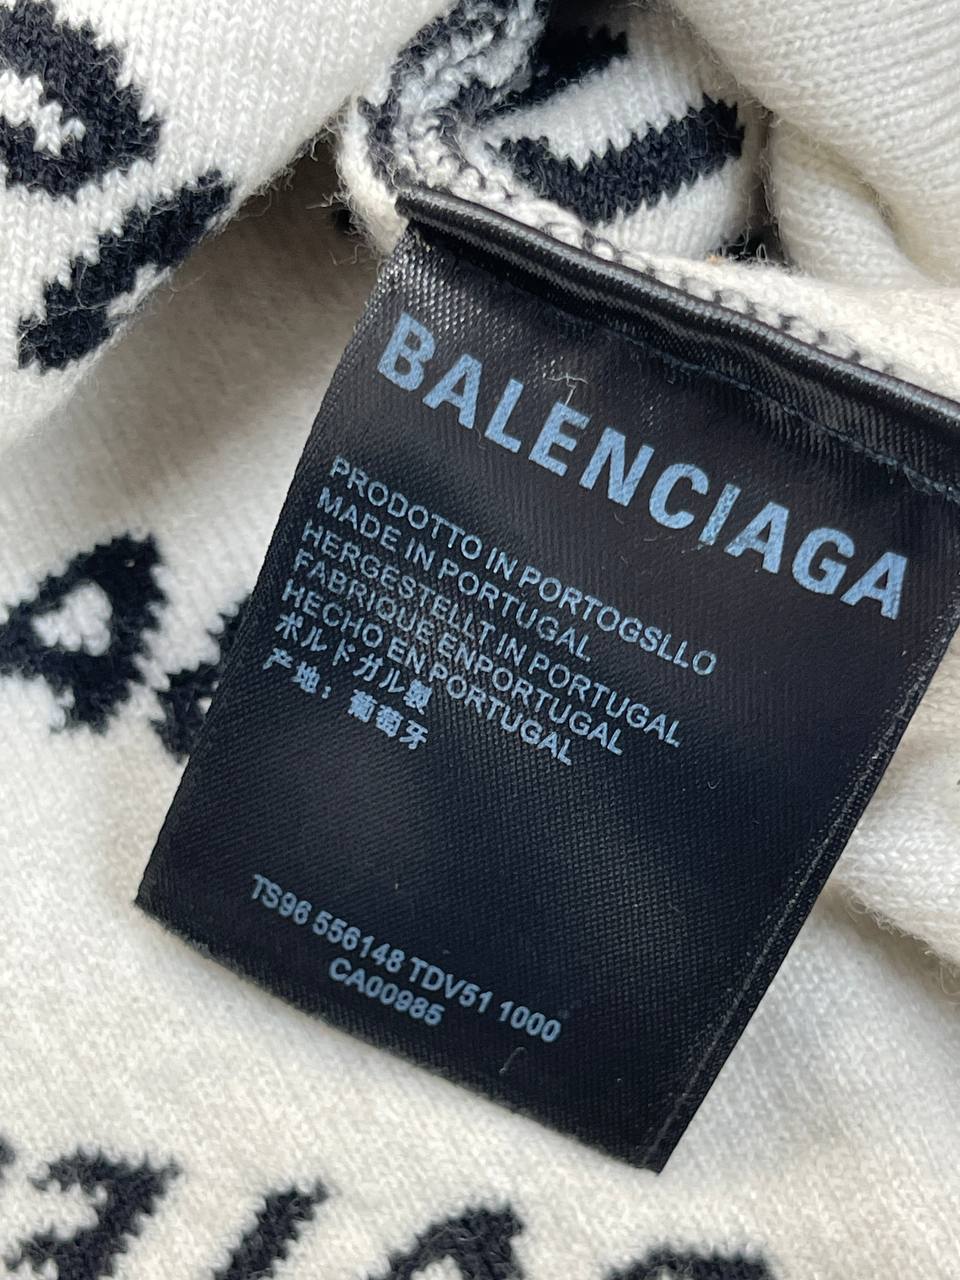 BALENCIAGA
PRODOTTO IN PORTOGSLLO
MADE IN PORTUGAL
HERGESTELLT IN PORTUGAL
FABRIQUE ENPORTUGAL
HECHO EN PORTUGAL
ポルドガル製
产地：葡萄牙
TS96 556148 TDV51 1000
CA00985